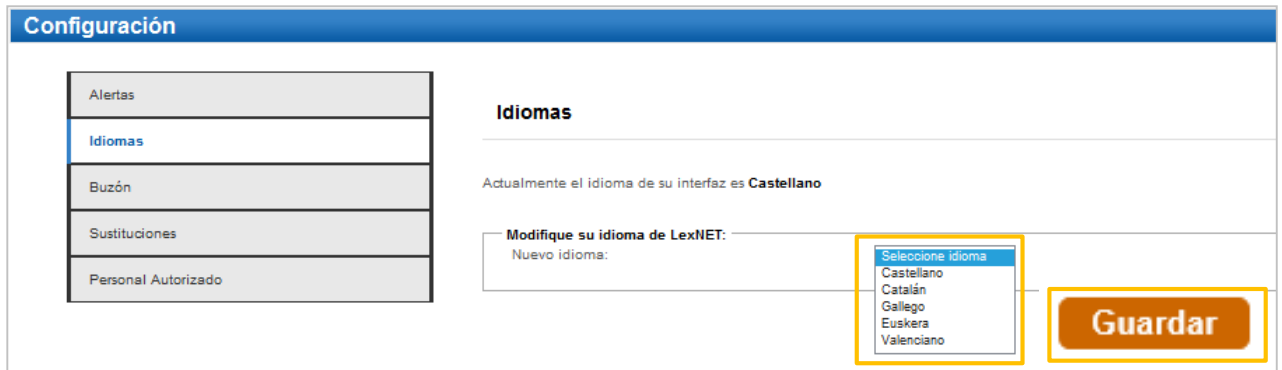 Configuración
Alertas
Idiomas
Buzón
Sustituciones
Personal Autorizado
Idiomas
Actualmente el idioma de su interfaz es Castellano
Modifique su idioma de LexNET:
Nuevo idioma:
Seleccione idioma
Castellano
Catalán
Gallego
Euskera
Valenciano
Guardar